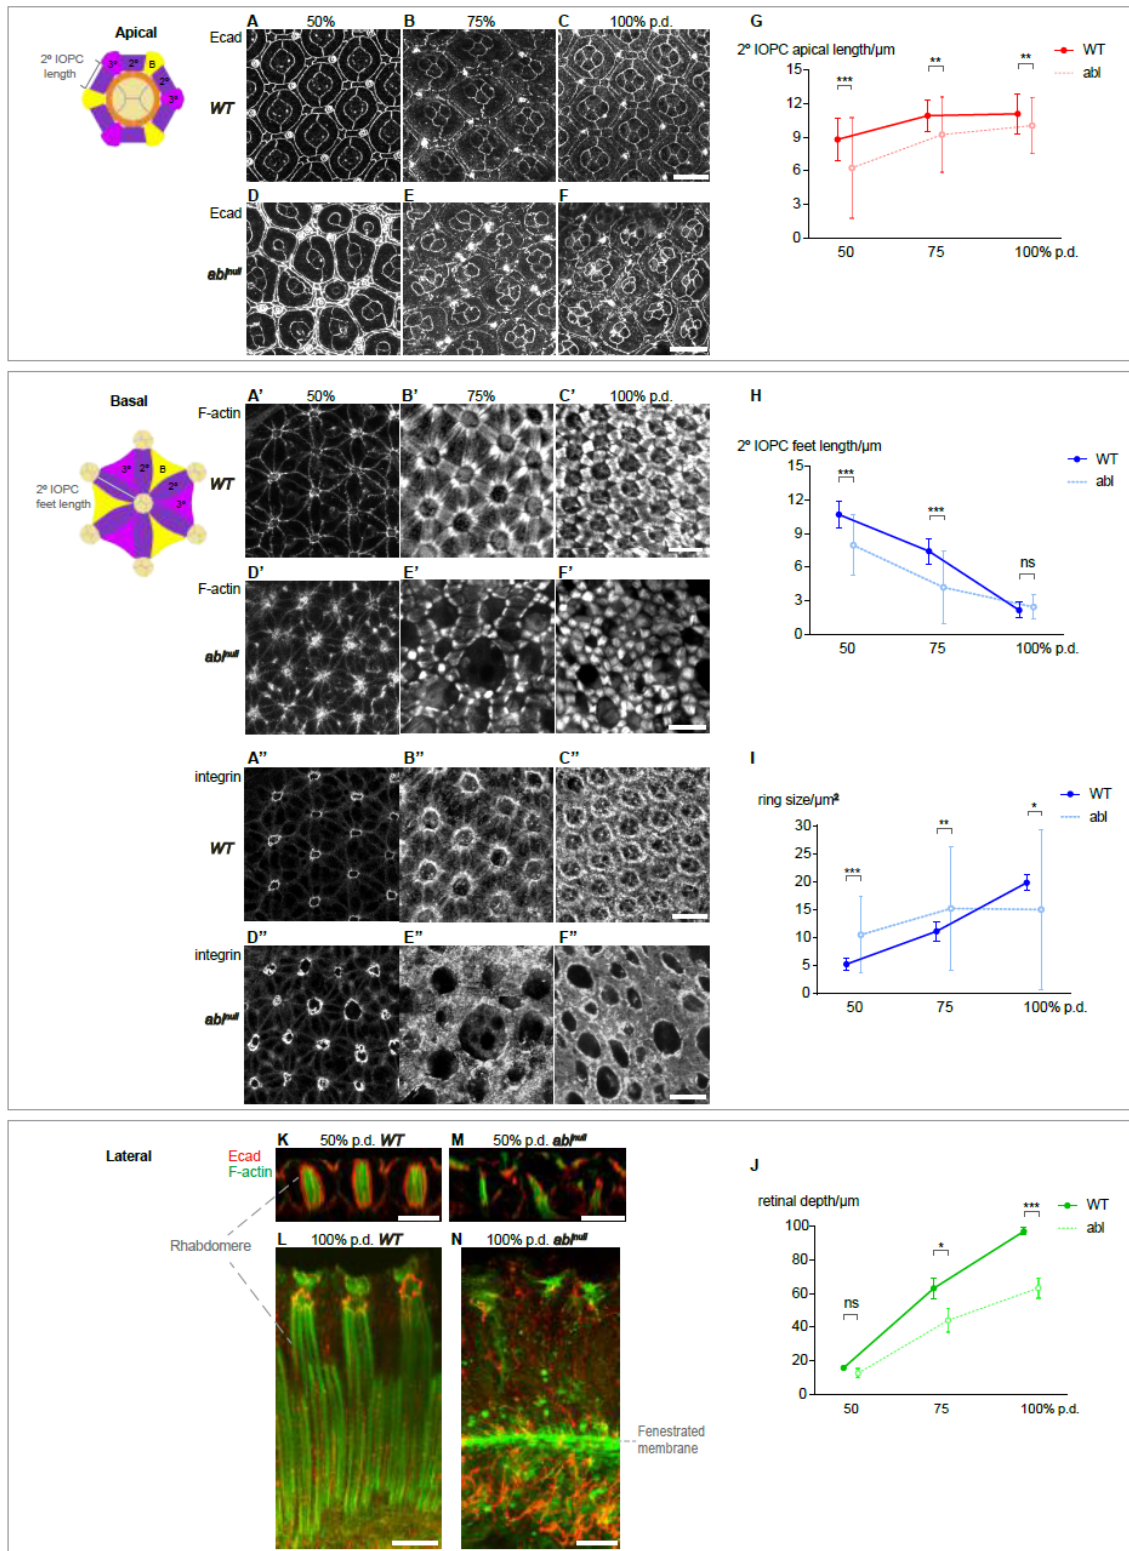 Apical
A 50%
B 75%
C 100% p.d.
Ecad
WT
2º IOPC
length
3º 2º B
2º
3º
D
E
F
Ecad
abl^null
G
2º IOPC apical length/µm
WT
abl
***
**
**
15
12
9
6
3
0
50 75 100% p.d.
Basal
A’ 50%
B’ 75%
C’ 100% p.d.
F-actin
WT
2º IOPC
feet length
3º 2º B
2º
3º
D’
E’
F’
F-actin
abl^null
H
2º IOPC feet length/µm
WT
abl
***
***
ns
15
12
9
6
3
0
50 75 100% p.d.
A”
B”
C”
integrin
WT
D”
E”
F”
integrin
abl^null
I
ring size/µm²
WT
abl
***
**
*
30
25
20
15
10
5
0
50 75 100% p.d.
Lateral
K 50% p.d. WT
M 50% p.d. abl^null
Ecad
F-actin
Rhabdomere
L 100% p.d. WT
N 100% p.d. abl^null
Fenestrated
membrane
J
retinal depth/µm
WT
abl
ns
*
***
100
80
60
40
20
0
50 75 100% p.d.